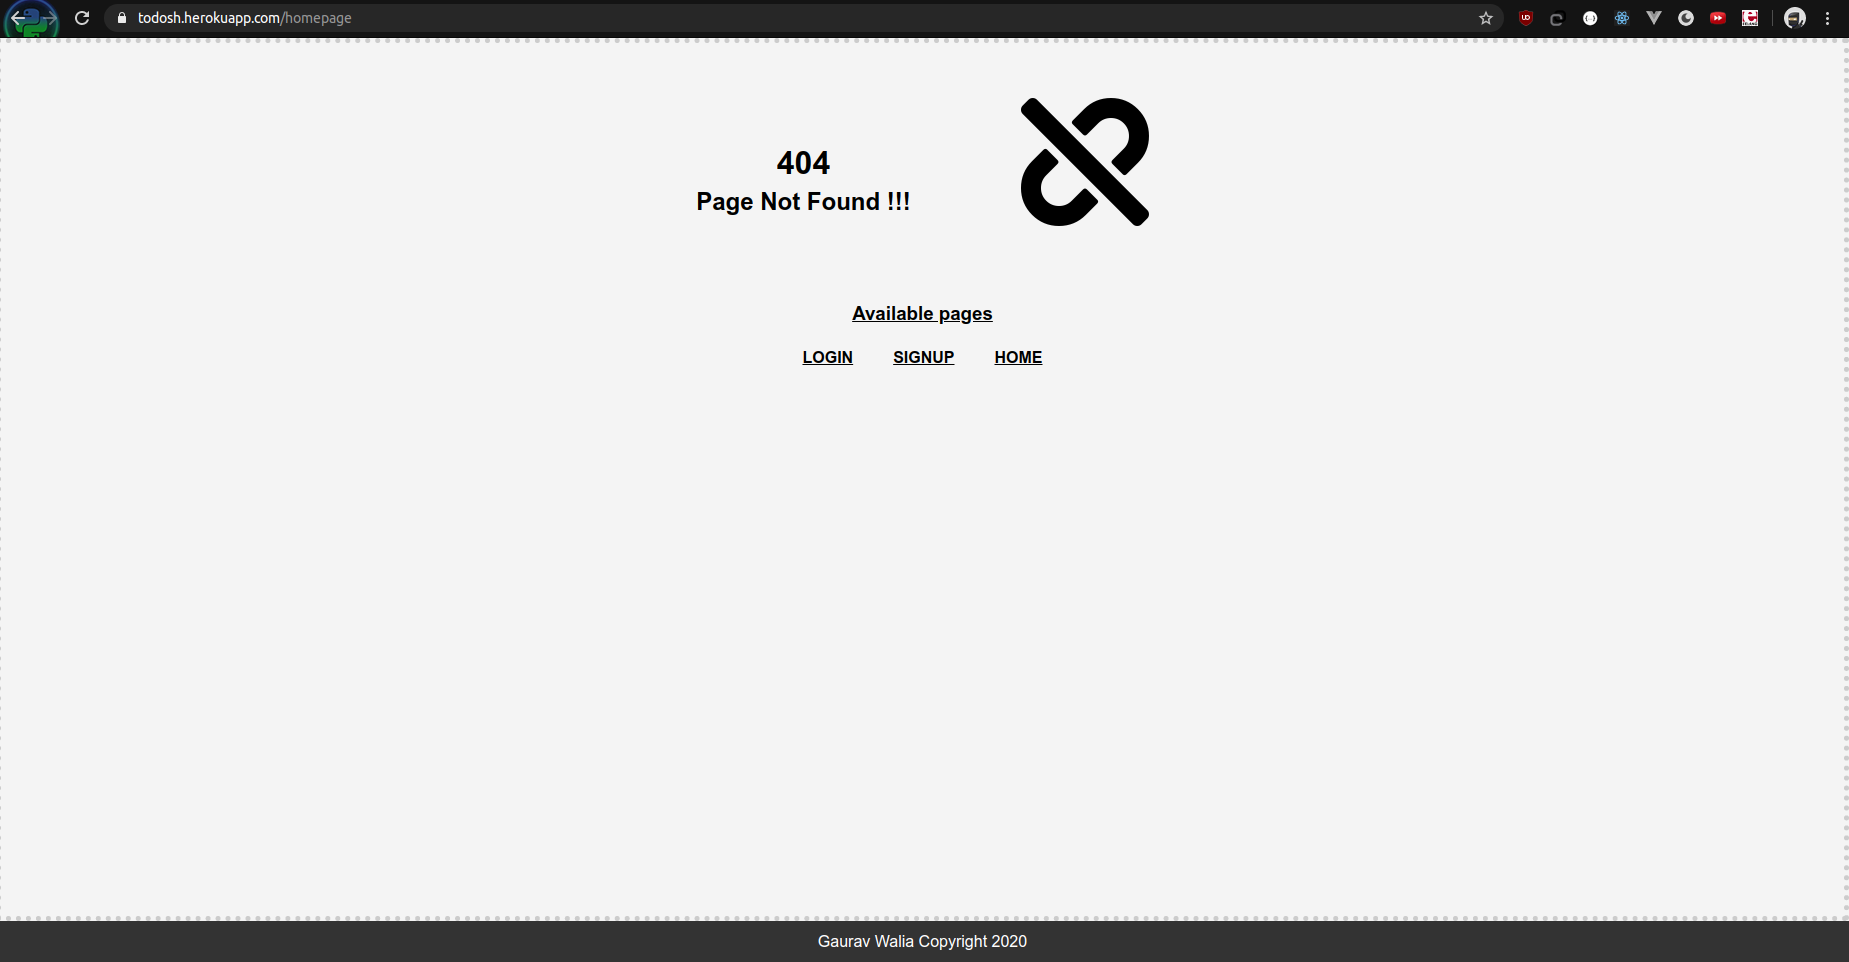 todosh.herokuapp.com/homepage
404
Page Not Found !!!
Available pages
LOGIN SIGNUP HOME
Gaurav Walia Copyright 2020